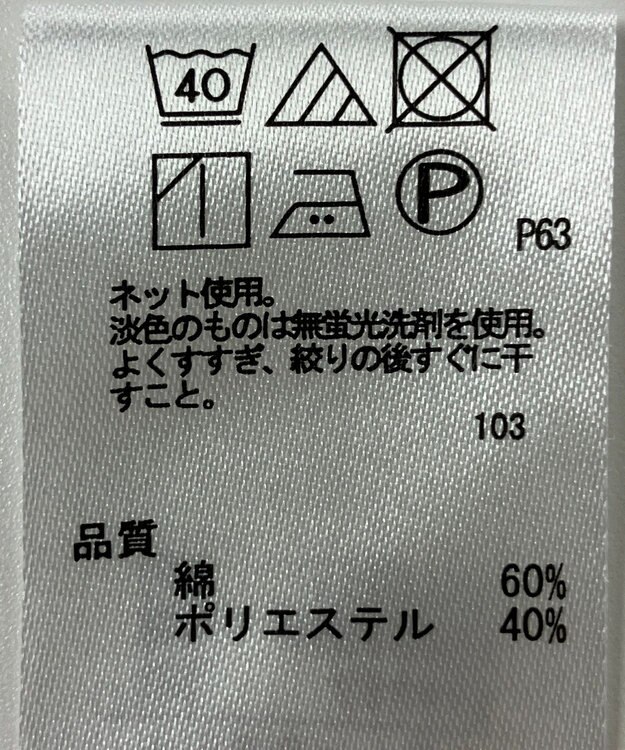 40
P
P63
ネット使用。
淡色のものは無蛍光洗剤を使用。
よくすすぎ、絞りの後すぐに干
すこと。
103
品質
綿 60%
ポリエステル 40%